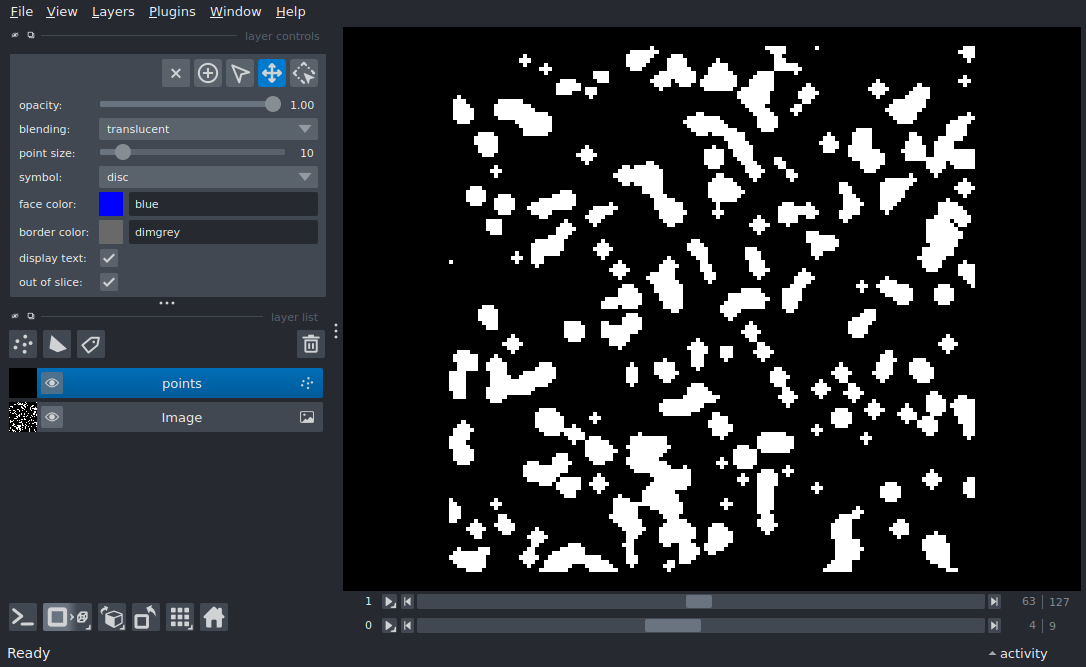 File View Layers Plugins Window Help
layer controls
opacity: 1.00
blending: translucent
point size: 10
symbol: disc
face color: blue
border color: dimgrey
display text:
out of slice:
layer list
points
Image
1 63 127
0 4 9
Ready activity